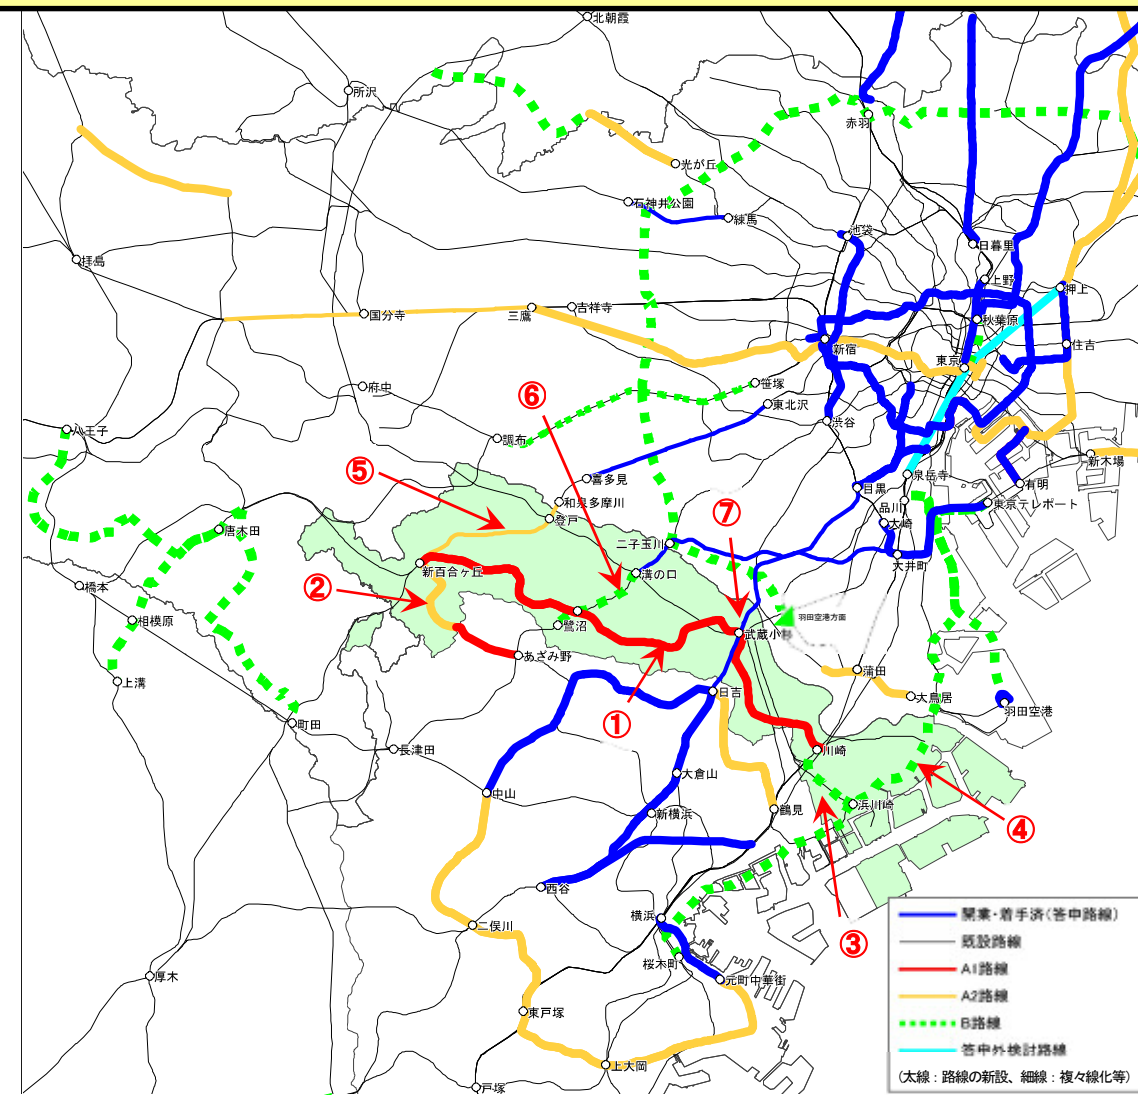 北朝霞
所沢
赤羽
光が丘
石神井公園
練馬
池袋
日暮里
拝島
上野
押上
国分寺
三鷹
吉祥寺
秋葉原
新宿
住吉
東京
府中
笹塚
⑥
東北沢
渋谷
八王子
調布
⑤
新木場
喜多見
泉岳寺
目黒
有明
和泉多摩川
⑦
品川
東京テレポート
唐木田
登戸
大崎
二子玉川
大井町
新百合ヶ丘
溝の口
橋本
②
相模原
鷺沼
羽田空港方面
武蔵小杉
あざみ野
蒲田
上溝
日吉
大鳥居
羽田空港
①
町田
長津田
川崎
大倉山
中山
浜川崎
新横浜
鶴見
④
西谷
横浜
二俣川
③
桜木町
厚木
元町中華街
東戸塚
上大岡
戸塚
開業・着手済(答申路線)
既設路線
A1路線
A2路線
B路線
答申外検討路線
(太線:路線の新設、細線:複々線化等)